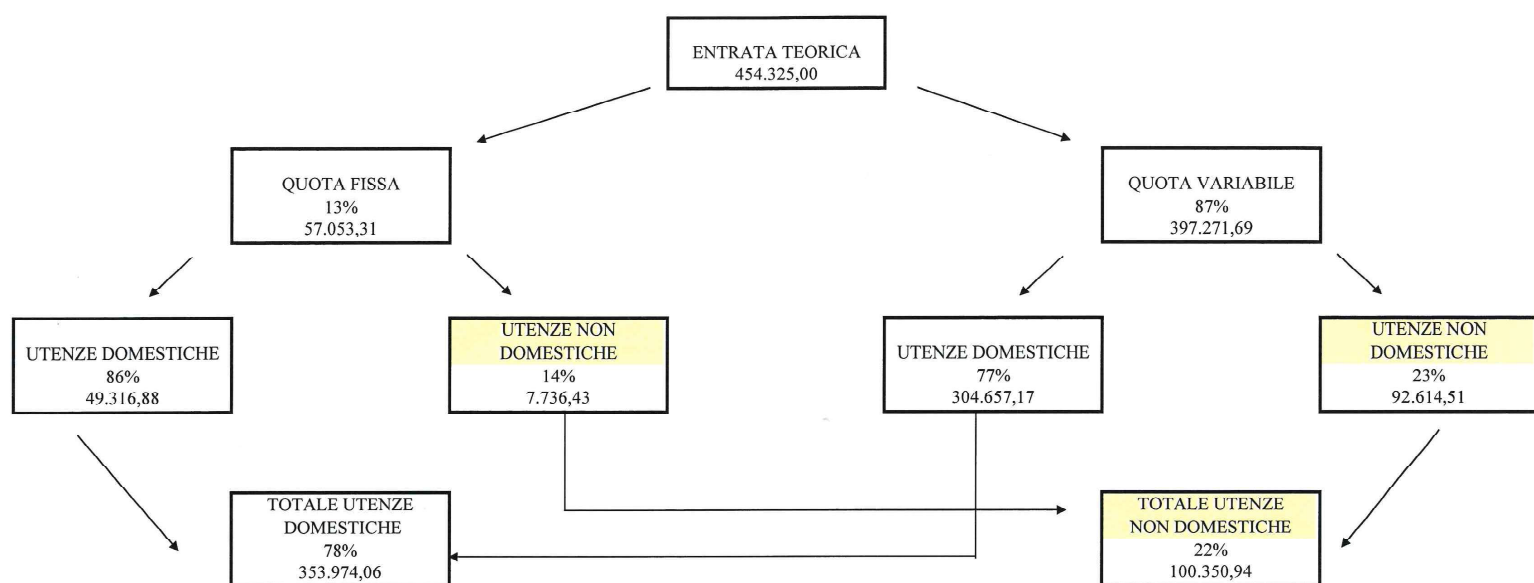 ENTRATA TEORICA
454.325,00
QUOTA FISSA
13%
57.053,31
QUOTA VARIABILE
87%
397.271,69
UTENZE DOMESTICHE
86%
49.316,88
UTENZE NON
DOMESTICHE
14%
7.736,43
UTENZE DOMESTICHE
77%
304.657,17
UTENZE NON
DOMESTICHE
23%
92.614,51
TOTALE UTENZE
DOMESTICHE
78%
353.974,06
TOTALE UTENZE
NON DOMESTICHE
22%
100.350,94